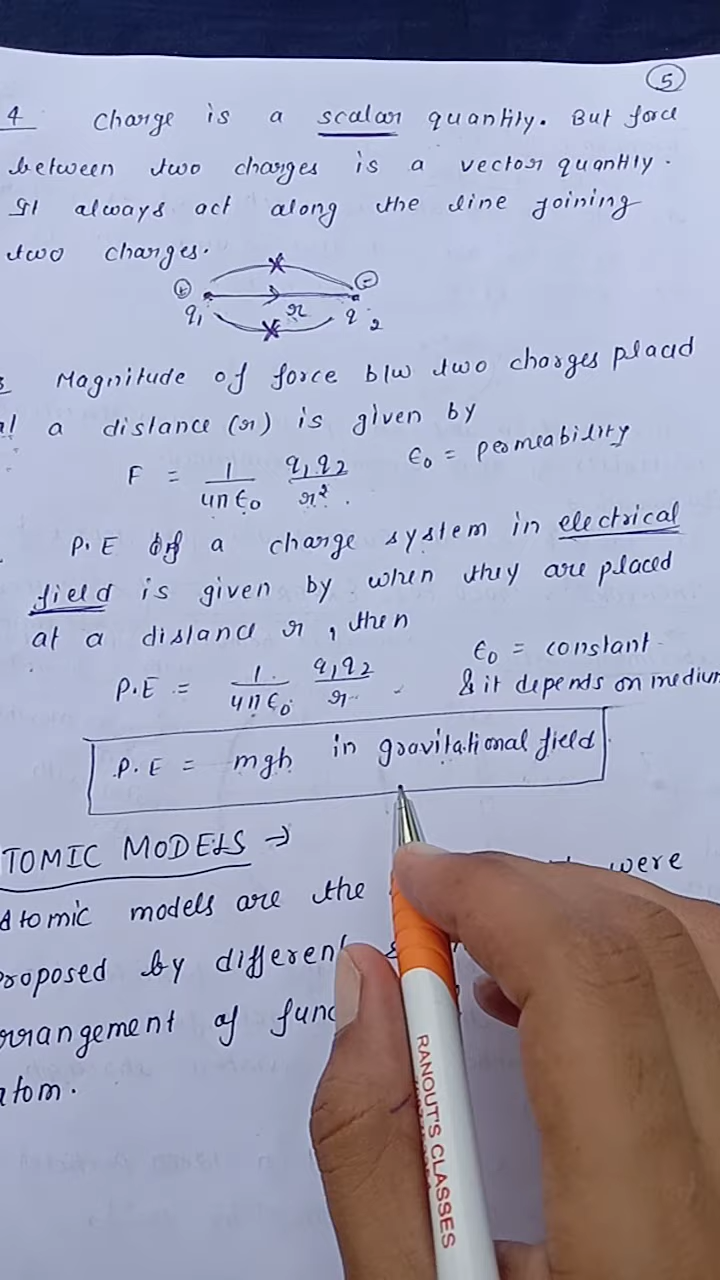 5
4 Charge is a scalar quantity. But force
between two charges is a vector quantity.
It always act along the line joining
two charges.
+ -
q1 r q2
Magnitude of force b/w two charges placed
a distance (r) is given by
F = 1/4πϵ0 q1q2/r². ϵ0 = permeability
P.E of a charge system in electrical
field is given by when they are placed
at a distance r, then
P.E = 1/4πϵ0 q1q2/r. ϵ0 = constant
& it depends on medium
P.E = mgh in gravitational field
TOMIC MODELS →
Atomic models are the were
roposed by different
rrangement of func
atom.
RANOUT'S CLASSES